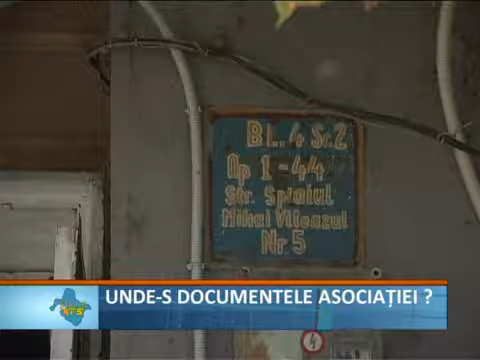 BL. 4 Sc.2
Ap 1-44
Str. Splaiul
Mihai Viteazul
Nr. 5
UNDE-S DOCUMENTELE ASOCIAȚIEI ?